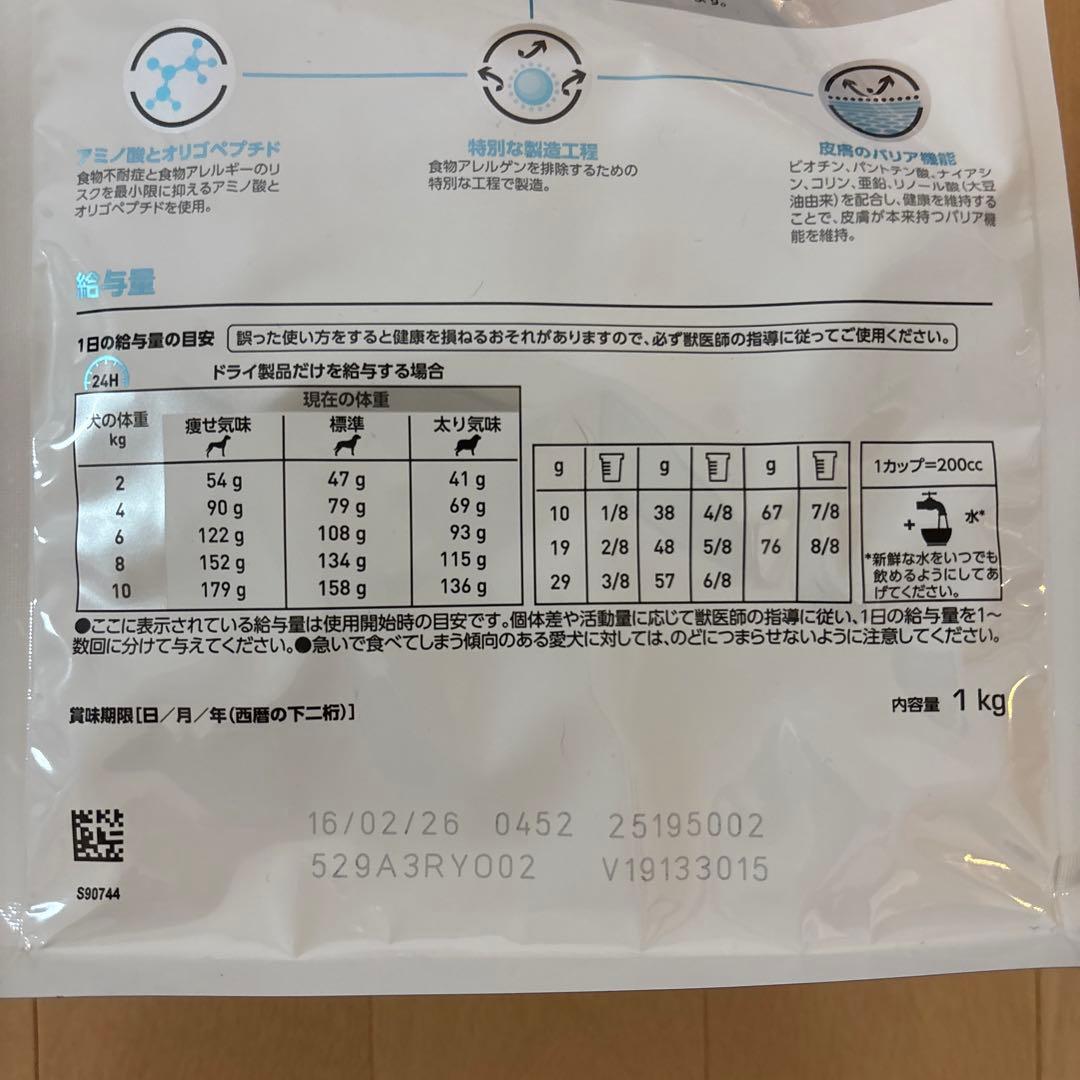 ます。
アミノ酸とオリゴペプチド
食物不耐症と食物アレルギーのリ
スクを最小限に抑えるアミノ酸と
オリゴペプチドを使用。
特別な製造工程
食物アレルゲンを排除するための
特別な工程で製造。
皮膚のバリア機能
ビオチン、パントテン酸、ナイアシ
ン、コリン、亜鉛、リノール酸（大豆
油由来）を配合し、健康を維持する
ことで、皮膚が本来持つバリア機
能を維持。
給与量
1日の給与量の目安 誤った使い方をすると健康を損ねるおそれがありますので、必ず獣医師の指導に従ってご使用ください。
24H ドライ製品だけを給与する場合
犬の体重 kg 現在の体重
痩せ気味 標準 太り気味
2 54 g 47 g 41 g
4 90 g 79 g 69 g
6 122 g 108 g 93 g
8 152 g 134 g 115 g
10 179 g 158 g 136 g
g g g
10 1/8 38 4/8 67 7/8
19 2/8 48 5/8 76 8/8
29 3/8 57 6/8
1カップ=200cc
+ 水*
*新鮮な水をいつでも
飲めるようにしてあ
げてください。
●ここに表示されている給与量は使用開始時の目安です。個体差や活動量に応じて獣医師の指導に従い、1日の給与量を1～
数回に分けて与えてください。●急いで食べてしまう傾向のある愛犬に対しては、のどにつまらせないように注意してください。
賞味期限［日／月／年（西暦の下二桁）］
内容量 1 kg
16/02/26 0452 25195002
529A3RY002 V19133015
S90744